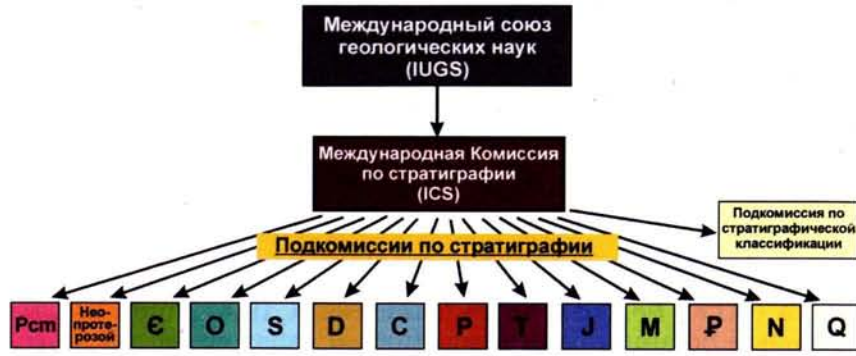 Международный союз
геологических наук
(IUGS)
Международная Комиссия
по стратиграфии
(ICS)
Подкомиссия по
стратиграфической
классификации
Подкомиссии по стратиграфии
Pcm
Нео-
проте-
розой
Є
O
S
D
C
P
T
J
M
Ꝑ
N
Q